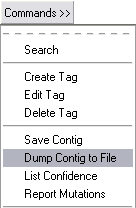 Commands >>
Search
Create Tag
Edit Tag
Delete Tag
Save Contig
Dump Contig to File
List Confidence
Report Mutations